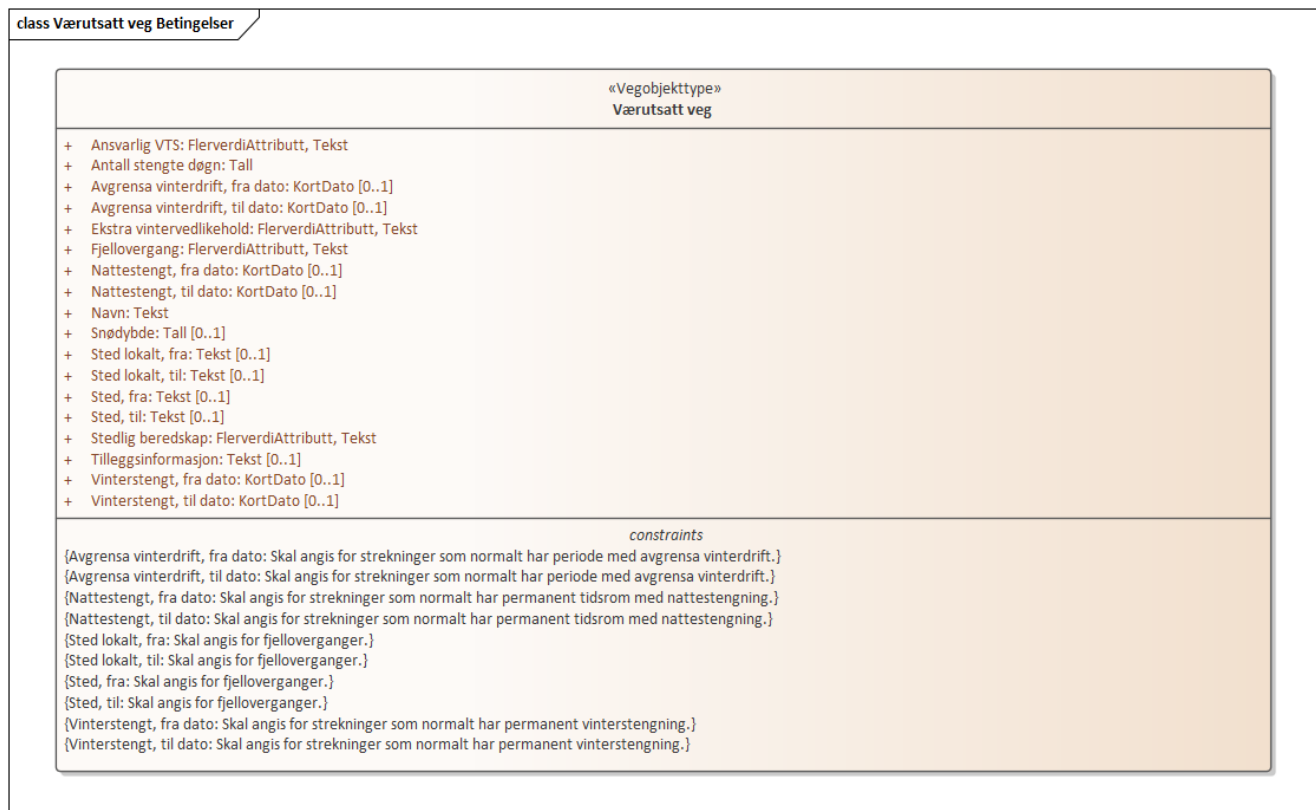 class Værutsatt veg Betingelser
«Vegobjekttype»
Værutsatt veg
+ Ansvarlig VTS: FlerverdiAttributt, Tekst
+ Antall stengte døgn: Tall
+ Avgrensa vinterdrift, fra dato: KortDato [0..1]
+ Avgrensa vinterdrift, til dato: KortDato [0..1]
+ Ekstra vintervedlikehold: FlerverdiAttributt, Tekst
+ Fjellovergang: FlerverdiAttributt, Tekst
+ Nattestengt, fra dato: KortDato [0..1]
+ Nattestengt, til dato: KortDato [0..1]
+ Navn: Tekst
+ Snødybde: Tall [0..1]
+ Sted lokalt, fra: Tekst [0..1]
+ Sted lokalt, til: Tekst [0..1]
+ Sted, fra: Tekst [0..1]
+ Sted, til: Tekst [0..1]
+ Stedlig beredskap: FlerverdiAttributt, Tekst
+ Tilleggsinformasjon: Tekst [0..1]
+ Vinterstengt, fra dato: KortDato [0..1]
+ Vinterstengt, til dato: KortDato [0..1]
constraints
{Avgrensa vinterdrift, fra dato: Skal angis for strekninger som normalt har periode med avgrensa vinterdrift.}
{Avgrensa vinterdrift, til dato: Skal angis for strekninger som normalt har periode med avgrensa vinterdrift.}
{Nattestengt, fra dato: Skal angis for strekninger som normalt har permanent tidsrom med nattestengning.}
{Nattestengt, til dato: Skal angis for strekninger som normalt har permanent tidsrom med nattestengning.}
{Sted lokalt, fra: Skal angis for fjelloverganger.}
{Sted lokalt, til: Skal angis for fjelloverganger.}
{Sted, fra: Skal angis for fjelloverganger.}
{Sted, til: Skal angis for fjelloverganger.}
{Vinterstengt, fra dato: Skal angis for strekninger som normalt har permanent vinterstengning.}
{Vinterstengt, til dato: Skal angis for strekninger som normalt har permanent vinterstengning.}